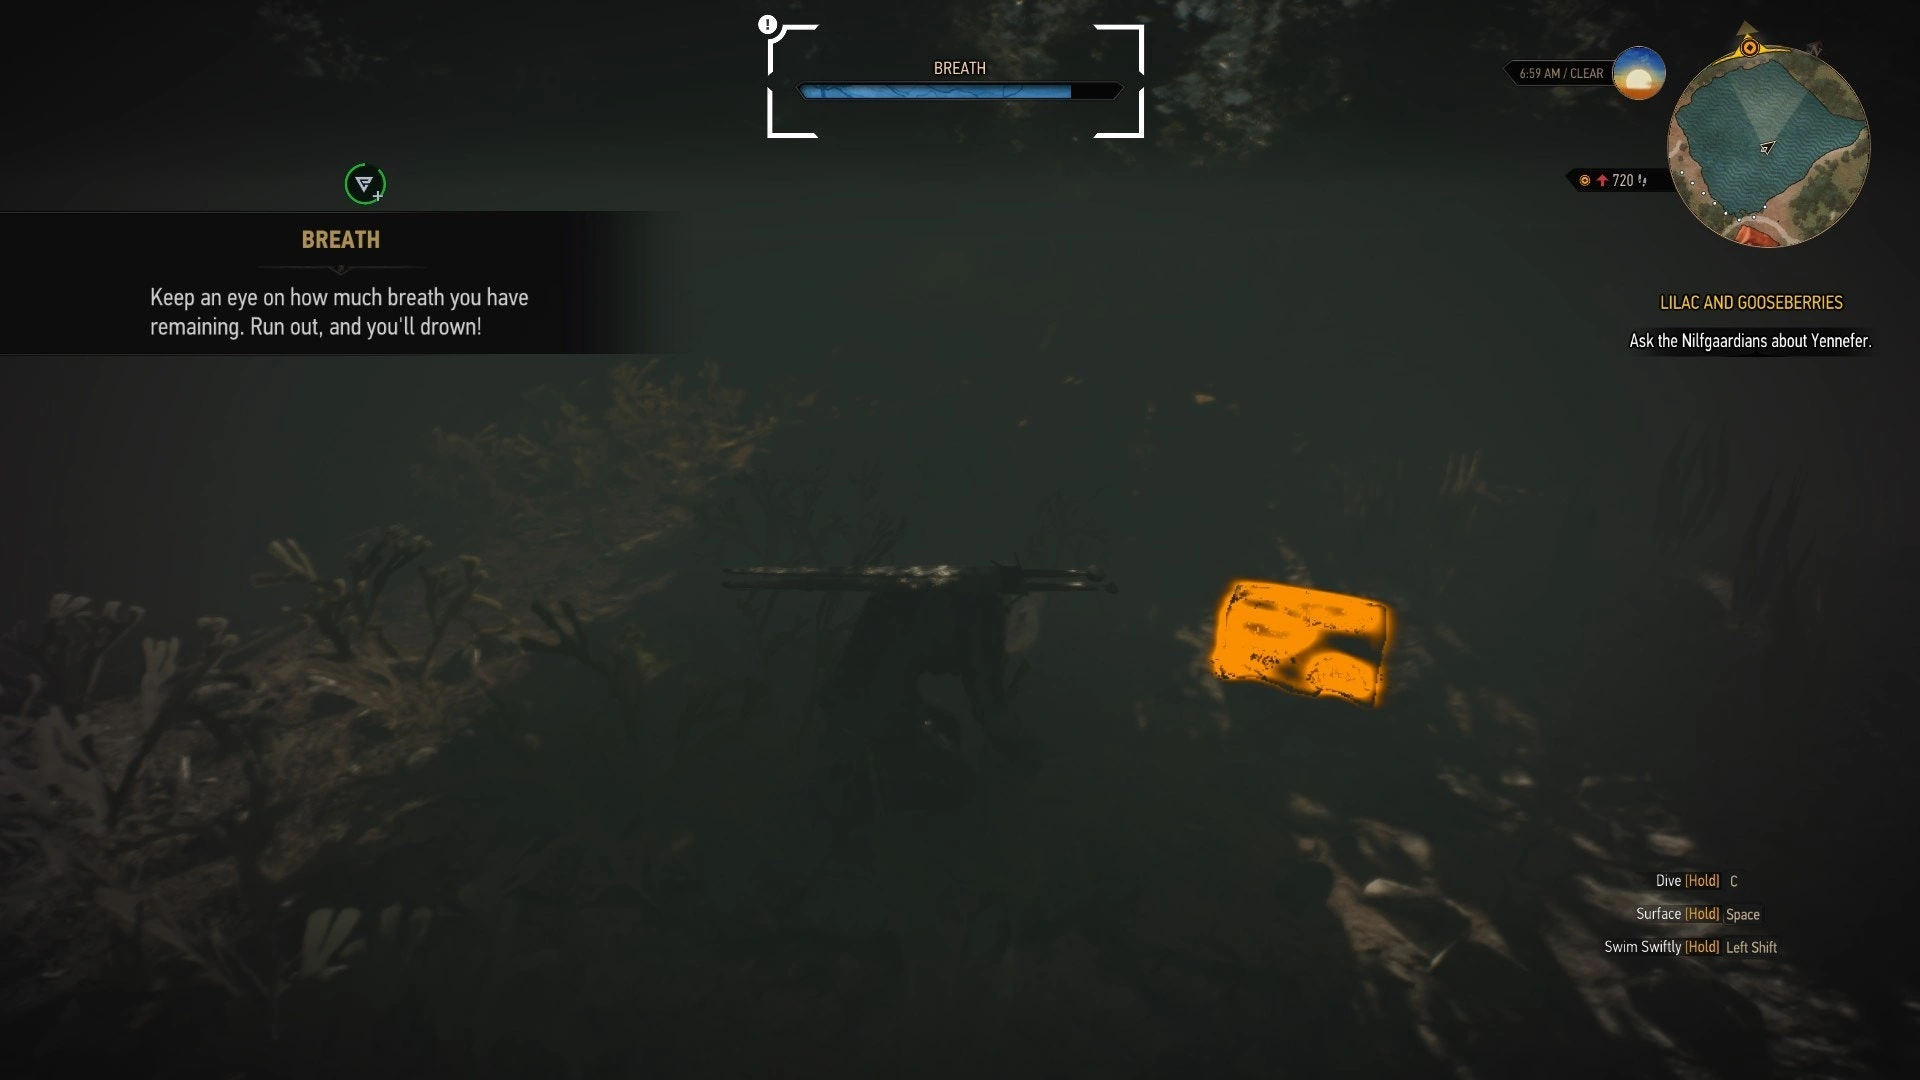 BREATH
6:59 AM / CLEAR
720
BREATH
Keep an eye on how much breath you have
remaining. Run out, and you'll drown!
LILAC AND GOOSEBERRIES
Ask the Nilfgaardians about Yennefer.
Dive [Hold] C
Surface [Hold] Space
Swim Swiftly [Hold] Left Shift